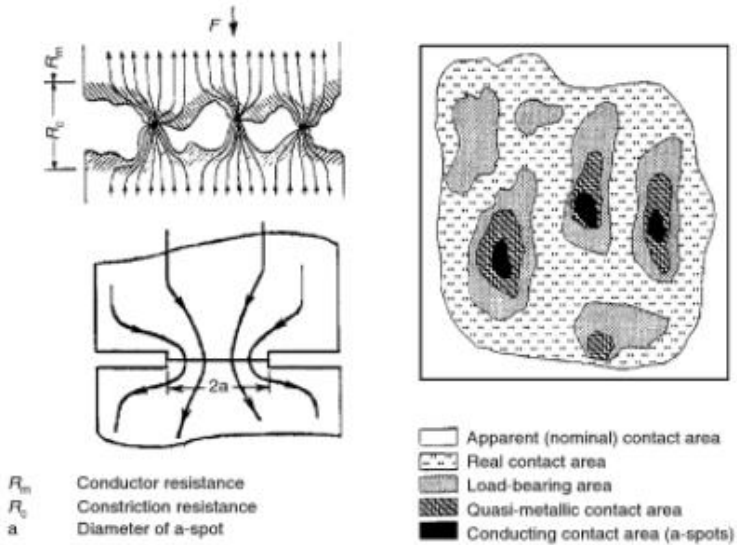 F
Rm
Rc
2a
Rm Conductor resistance
Rc Constriction resistance
a Diameter of a-spot
Apparent (nominal) contact area
Real contact area
Load-bearing area
Quasi-metallic contact area
Conducting contact area (a-spots)